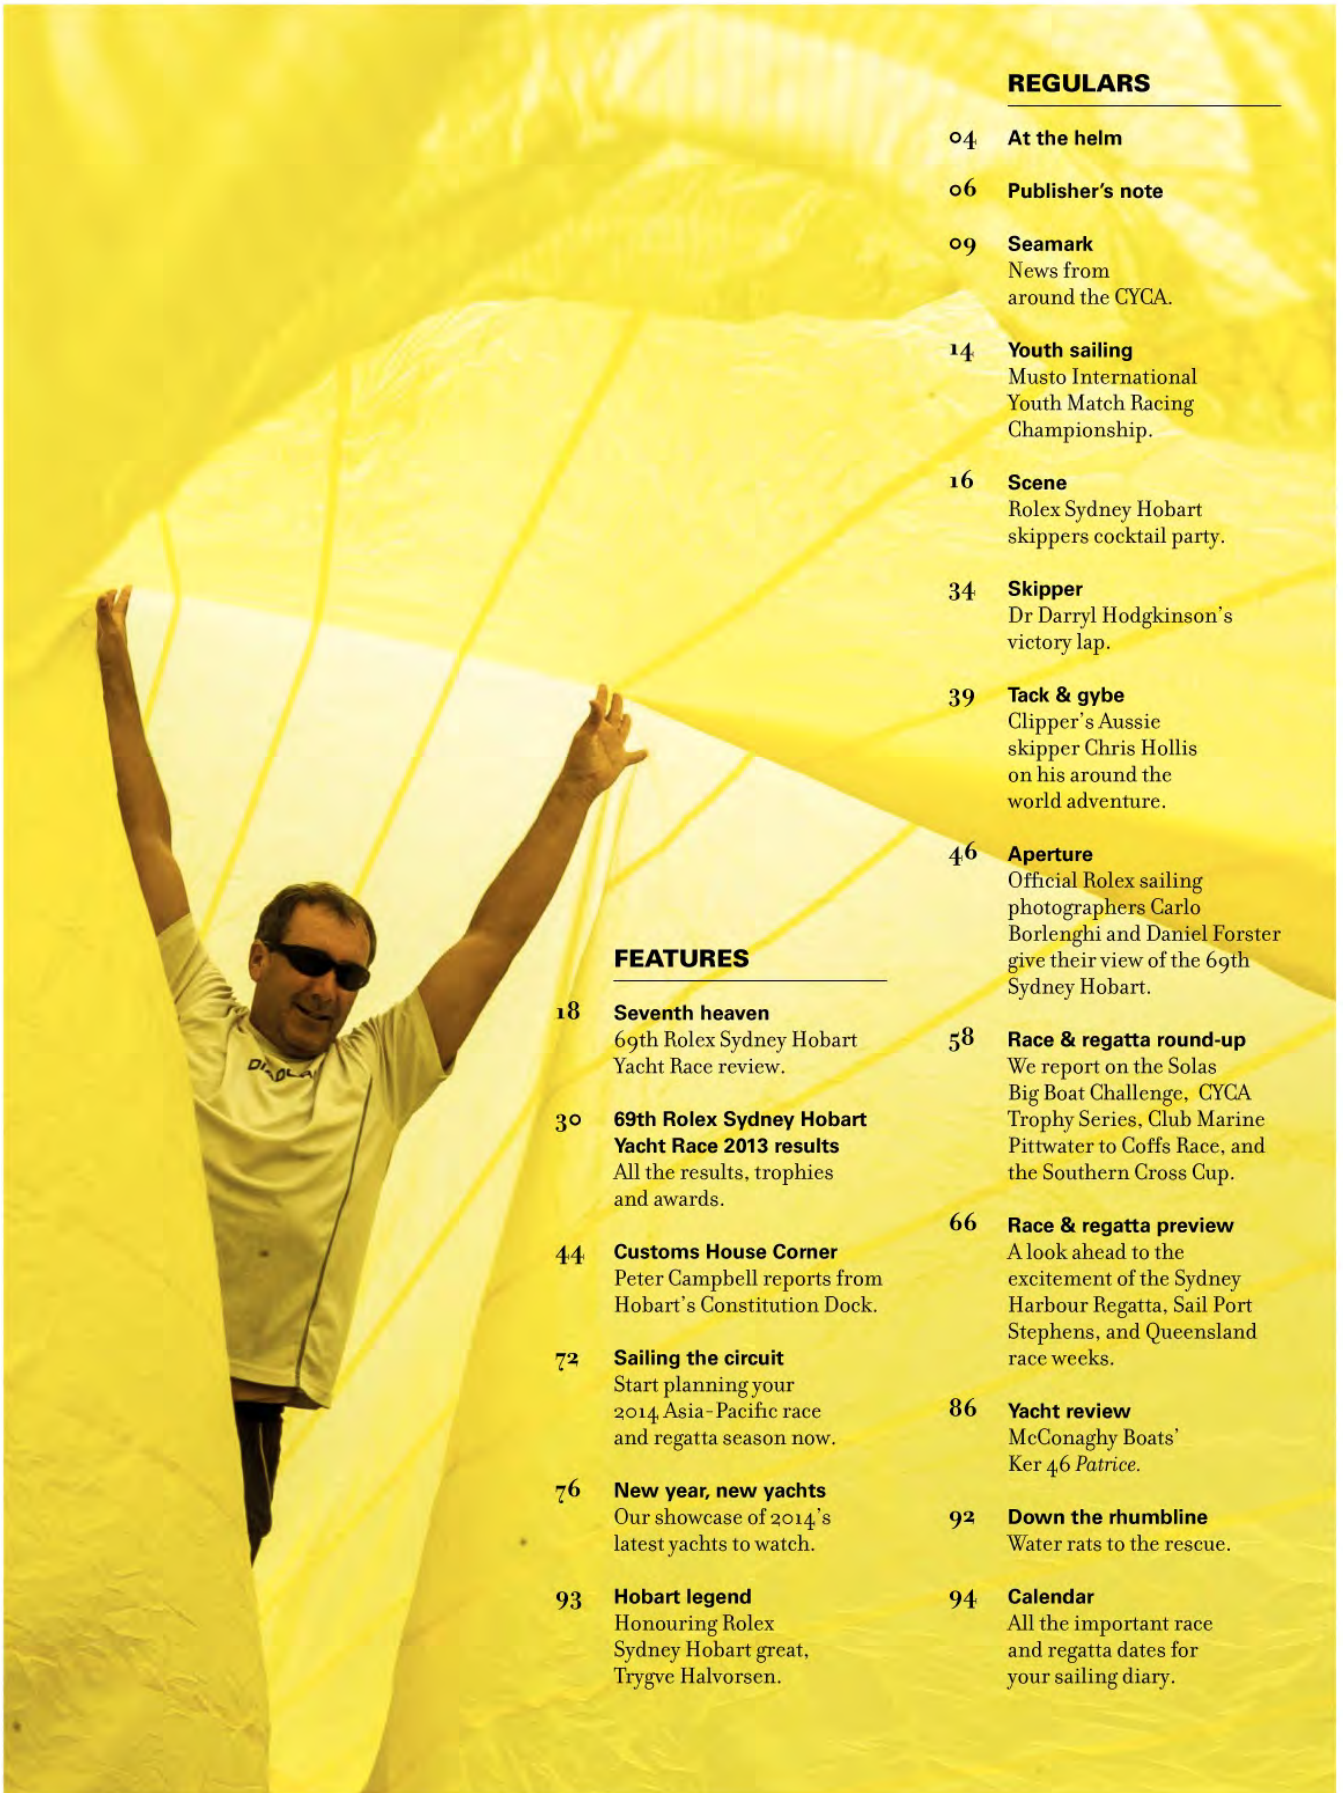 REGULARS
04 At the helm
06 Publisher's note
09 Seamark
News from
around the CYCA.
14 Youth sailing
Musto International
Youth Match Racing
Championship.
16 Scene
Rolex Sydney Hobart
skippers cocktail party.
34 Skipper
Dr Darryl Hodgkinson's
victory lap.
39 Tack & gybe
Clipper's Aussie
skipper Chris Hollis
on his around the
world adventure.
46 Aperture
Official Rolex sailing
photographers Carlo
Borlenghi and Daniel Forster
give their view of the 69th
Sydney Hobart.
58 Race & regatta round-up
We report on the Solas
Big Boat Challenge, CYCA
Trophy Series, Club Marine
Pittwater to Coffs Race, and
the Southern Cross Cup.
66 Race & regatta preview
A look ahead to the
excitement of the Sydney
Harbour Regatta, Sail Port
Stephens, and Queensland
race weeks.
86 Yacht review
McConaghy Boats'
Ker 46 Patrice.
92 Down the rhumbline
Water rats to the rescue.
94 Calendar
All the important race
and regatta dates for
your sailing diary.
FEATURES
18 Seventh heaven
69th Rolex Sydney Hobart
Yacht Race review.
30 69th Rolex Sydney Hobart
Yacht Race 2013 results
All the results, trophies
and awards.
44 Customs House Corner
Peter Campbell reports from
Hobart's Constitution Dock.
72 Sailing the circuit
Start planning your
2014 Asia-Pacific race
and regatta season now.
76 New year, new yachts
Our showcase of 2014's
latest yachts to watch.
93 Hobart legend
Honouring Rolex
Sydney Hobart great,
Trygve Halvorsen.